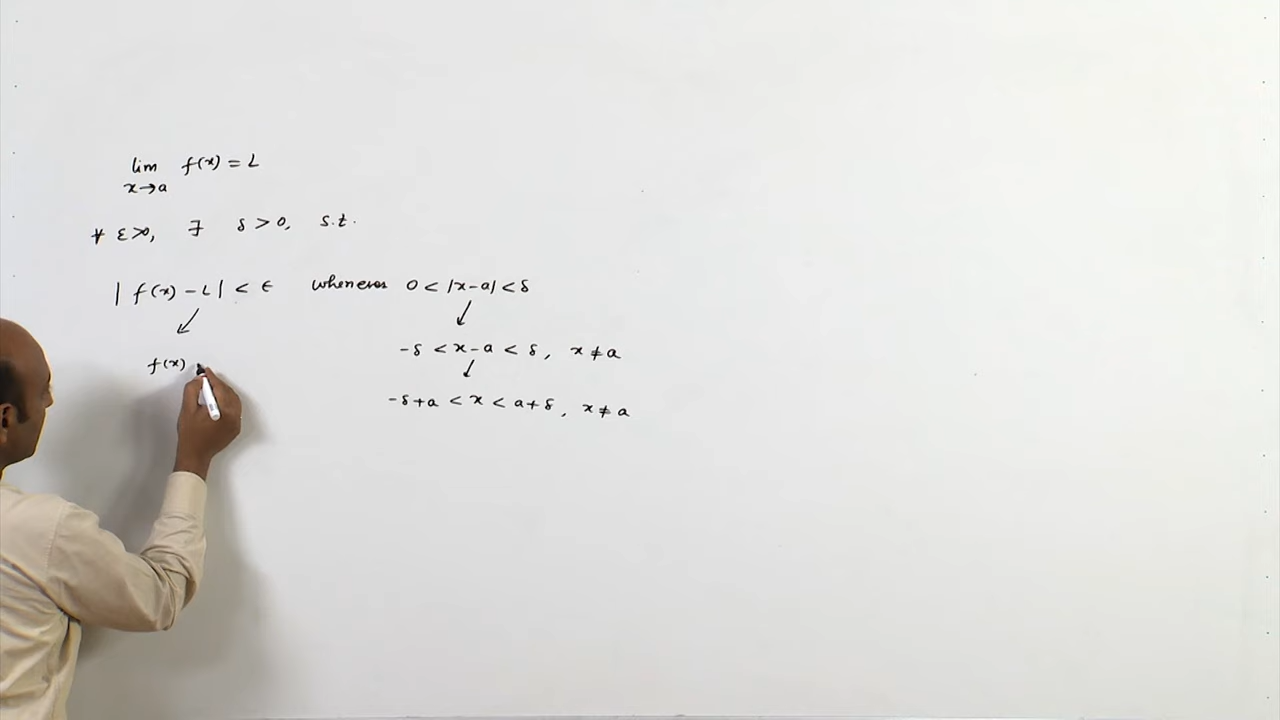 lim f(x) = L
x→a
∀ ε>0, ∃ δ > 0, s.t.
| f(x) - L | < ϵ whenever 0 < |x-a| < δ
f(x)
-δ < x-a < δ, x ≠ a
-δ+a < x < a+δ, x ≠ a